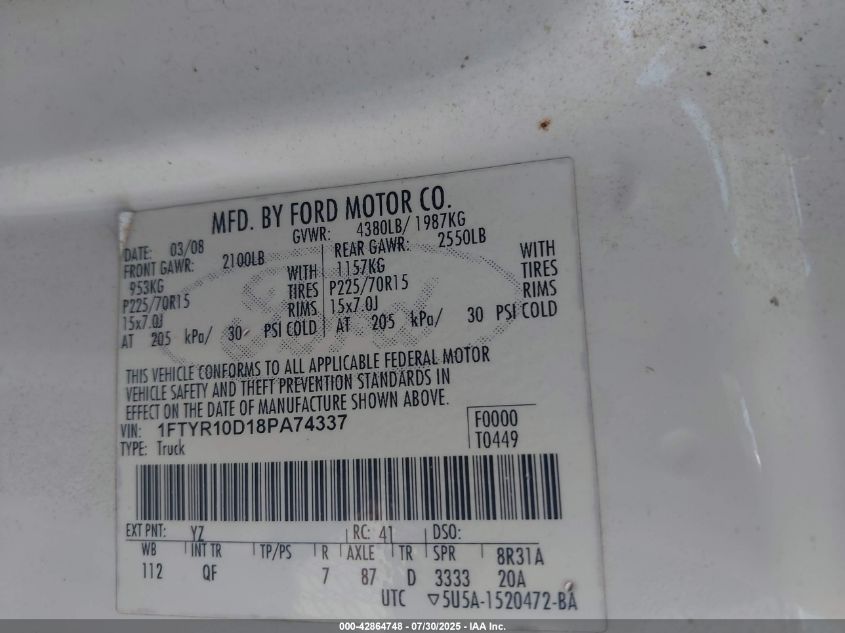 MFD. BY FORD MOTOR CO.
DATE: 03/08 GVWR: 4380LB/ 1987KG
FRONT GAWR: 2100LB REAR GAWR: 2550LB
953KG WITH 1157KG WITH
P225/70R15 TIRES P225/70R15 TIRES
15x7.0J RIMS 15x7.0J RIMS
AT 205 kPa/ 30 PSI COLD AT 205 kPa/ 30 PSI COLD
THIS VEHICLE CONFORMS TO ALL APPLICABLE FEDERAL MOTOR
VEHICLE SAFETY AND THEFT PREVENTION STANDARDS IN
EFFECT ON THE DATE OF MANUFACTURE SHOWN ABOVE.
VIN: 1FTYR10D18PA74337 F0000
TYPE: Truck T0449
EXT PNT: YZ RC: 41 DSO:
WB INT TR TP/PS R AXLE TR SPR 8R31A
112 QF 7 87 D 3333 20A
UTC ▽5U5A-1520472-BA
Ford
000-42864748 - 07/30/2025 - IAA Inc.